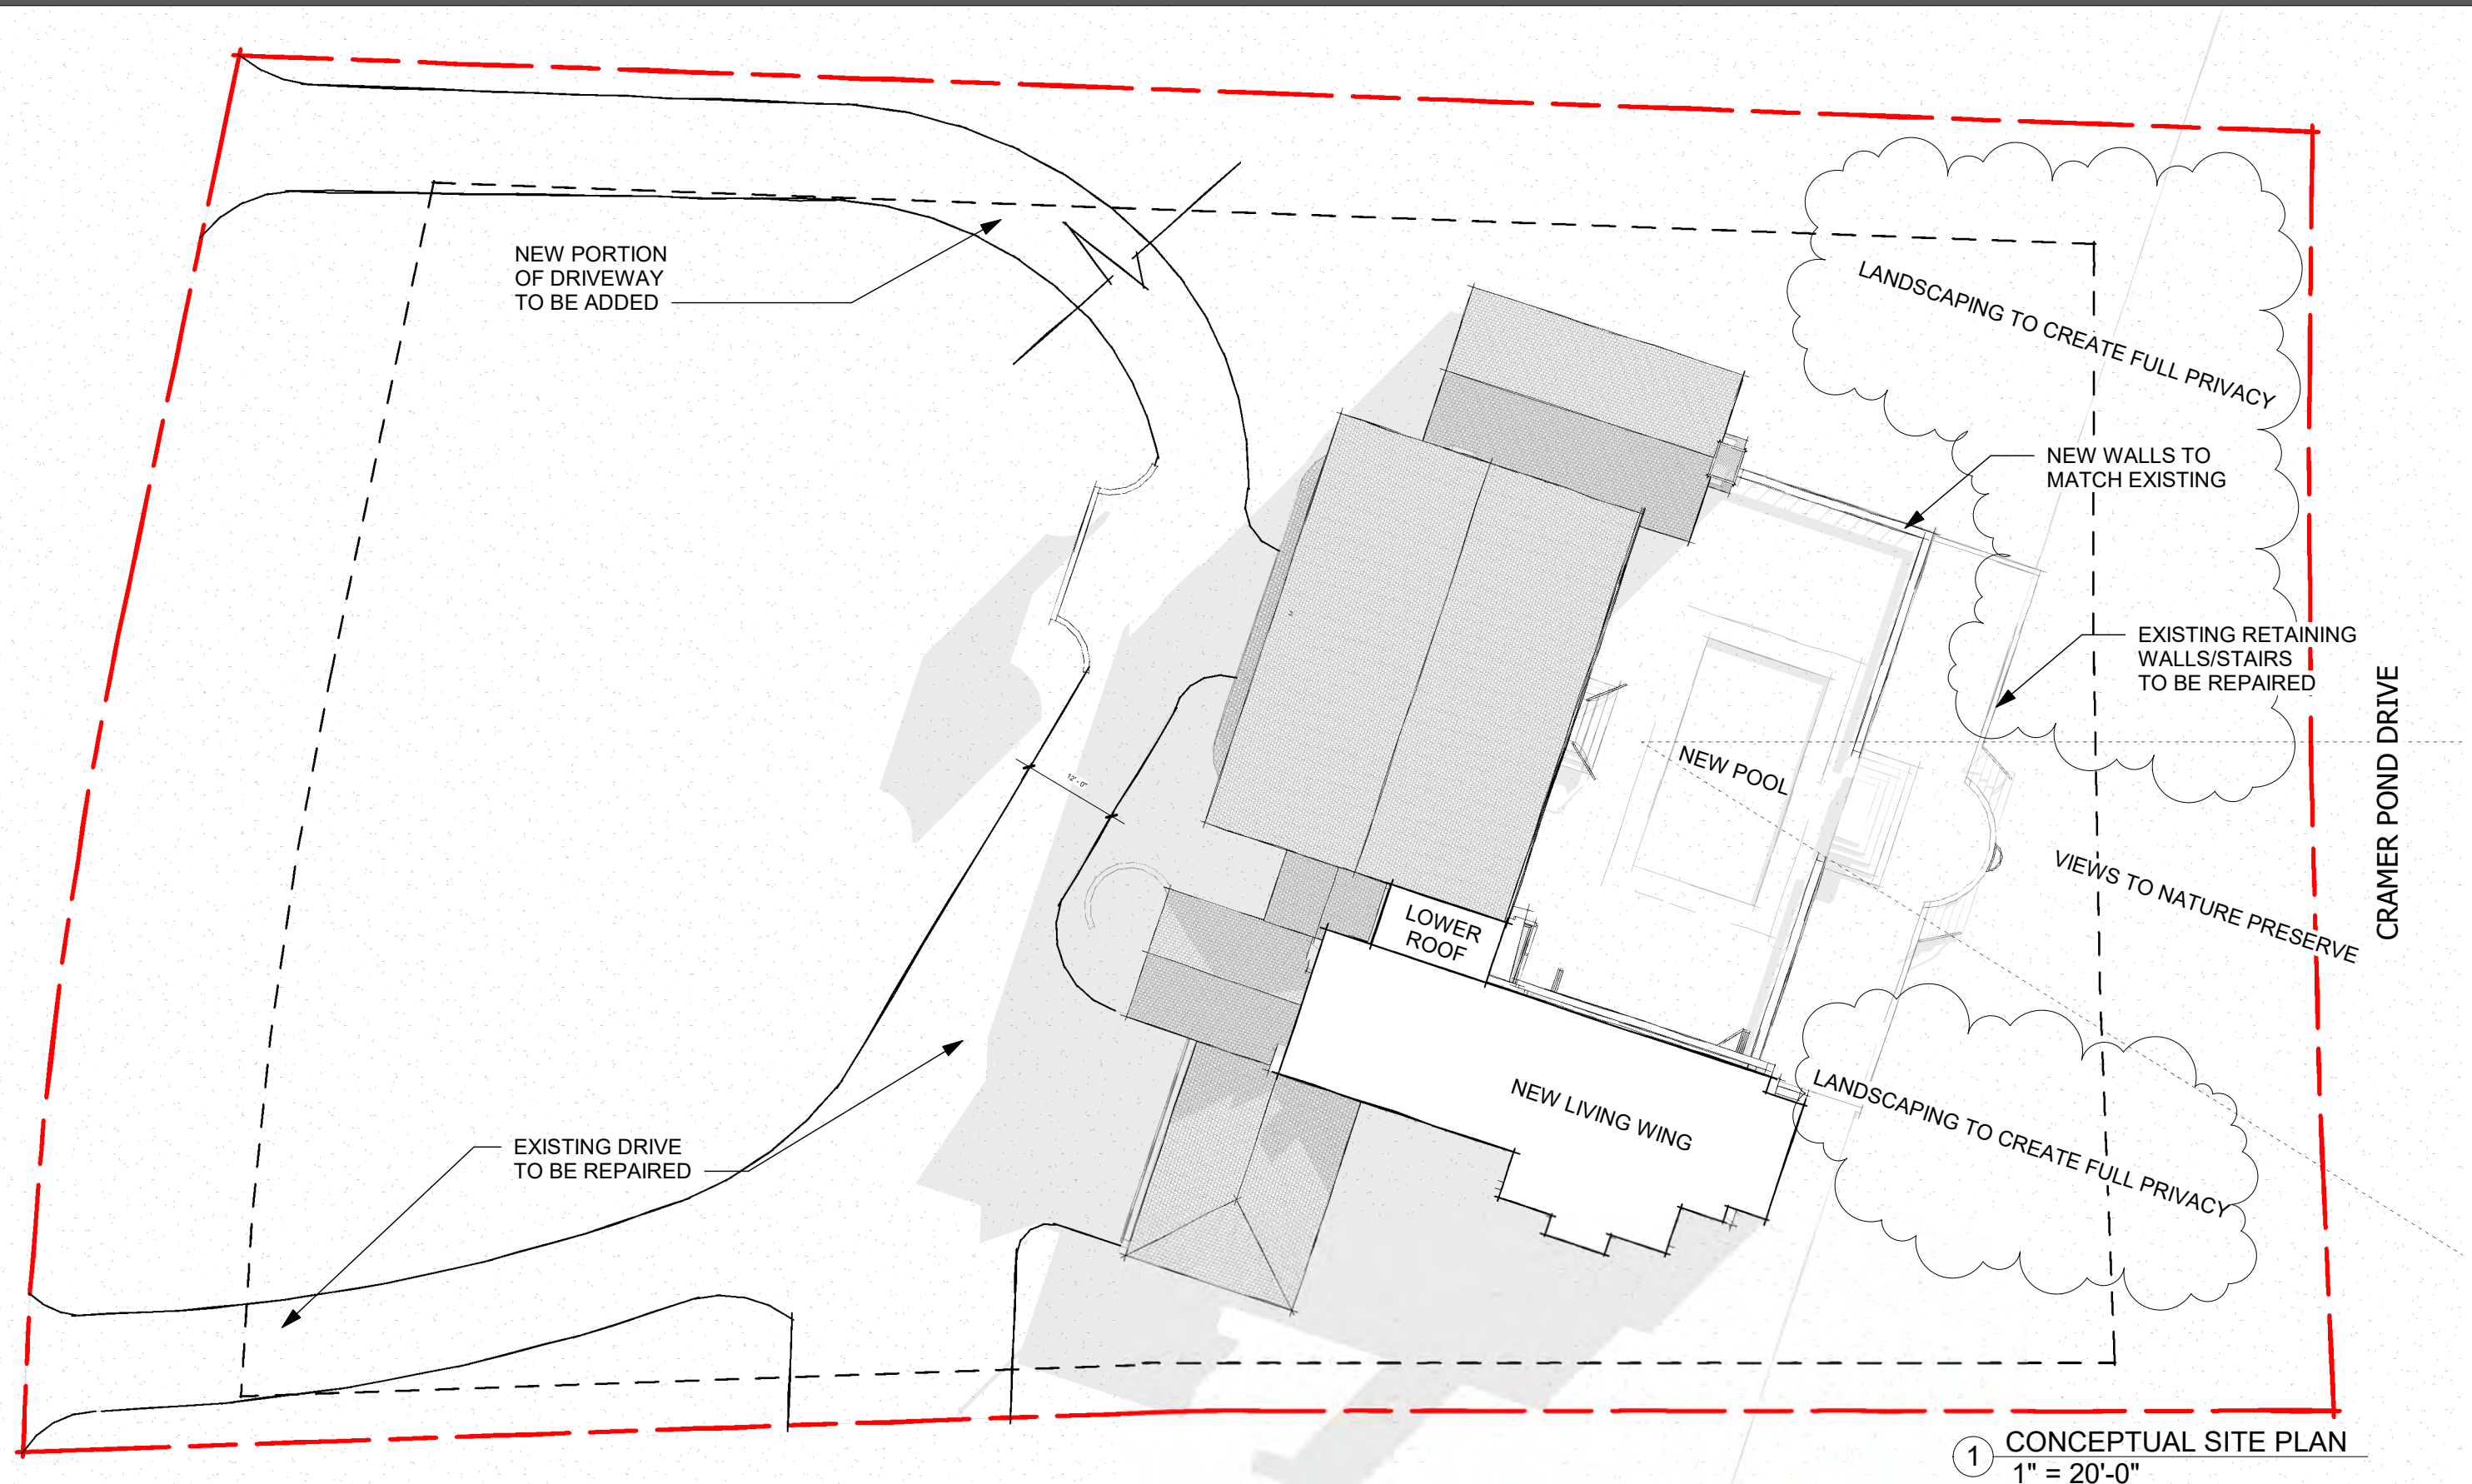 NEW PORTION
OF DRIVEWAY
TO BE ADDED
LANDSCAPING TO CREATE FULL PRIVACY
NEW WALLS TO
MATCH EXISTING
EXISTING RETAINING
WALLS/STAIRS
TO BE REPAIRED
CRAMER POND DRIVE
NEW POOL
12' - 0"
VIEWS TO NATURE PRESERVE
LOWER
ROOF
NEW LIVING WING
LANDSCAPING TO CREATE FULL PRIVACY
EXISTING DRIVE
TO BE REPAIRED
1 CONCEPTUAL SITE PLAN
1" = 20'-0"